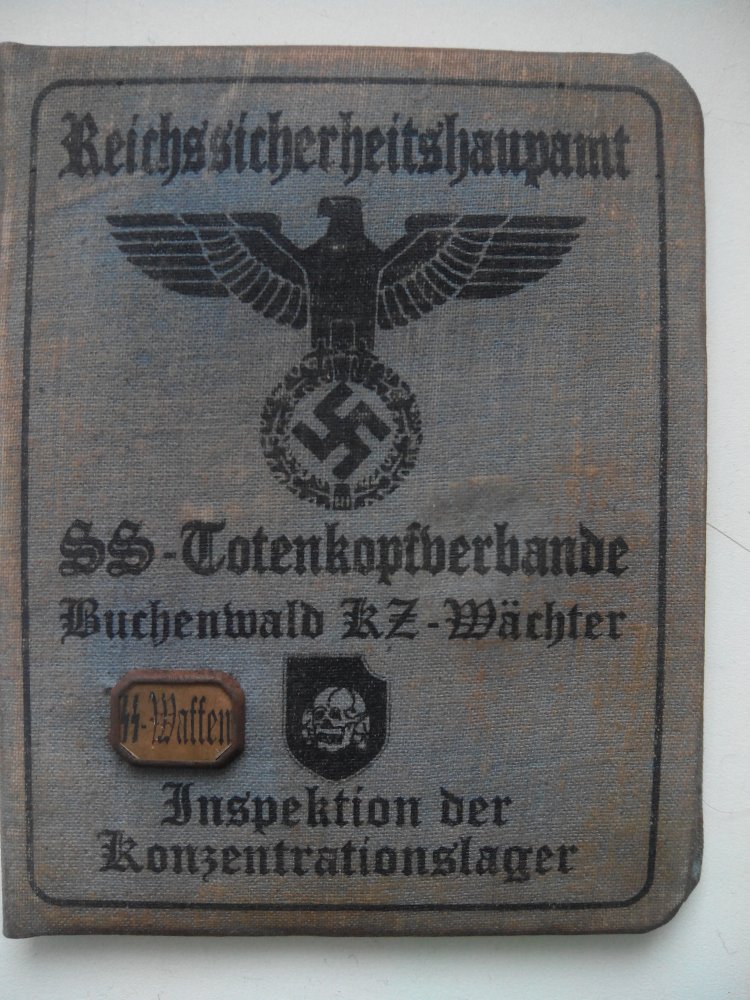 Reichssicherheitshaupamt
SS-Totenkopfverbande
Buchenwald KZ-Wächter
SS-Waffen
Inspektion der
Konzentrationslager